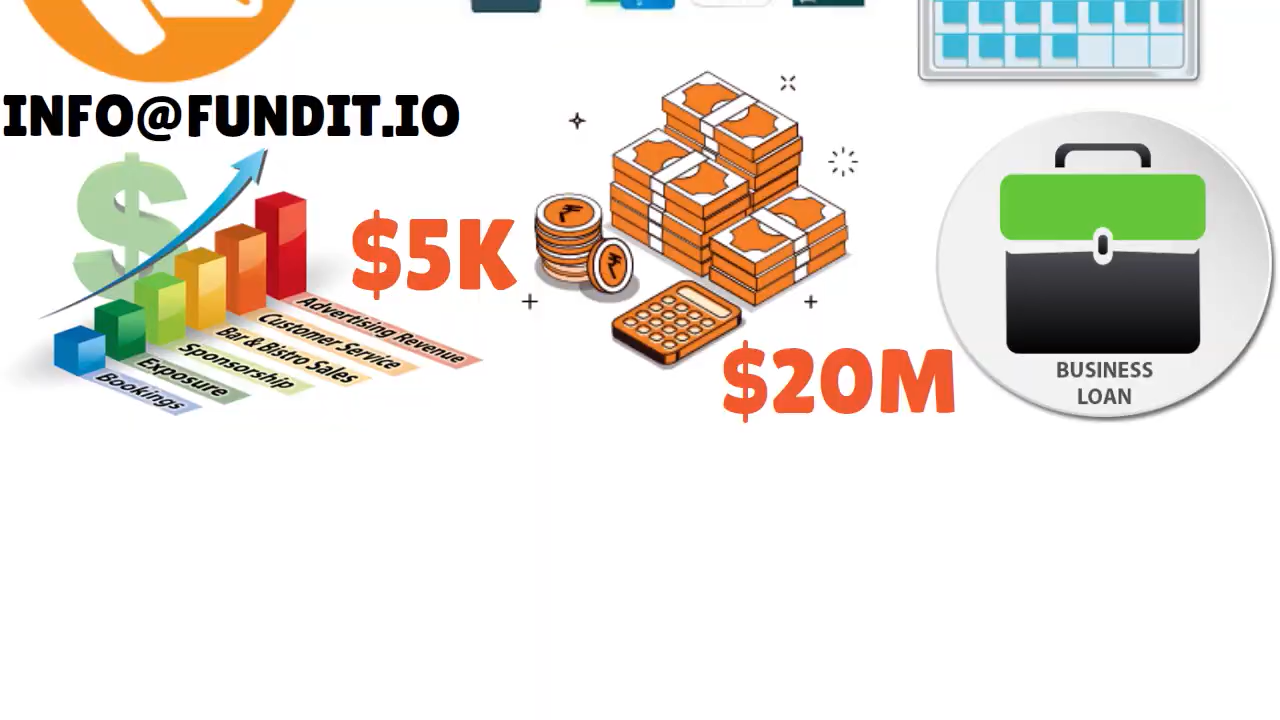 INFO@FUNDIT.IO
$5K
Advertising Revenue
Customer Service
Bar & Bistro Sales
Sponsorship
Exposure
Bookings
$20M
BUSINESS
LOAN